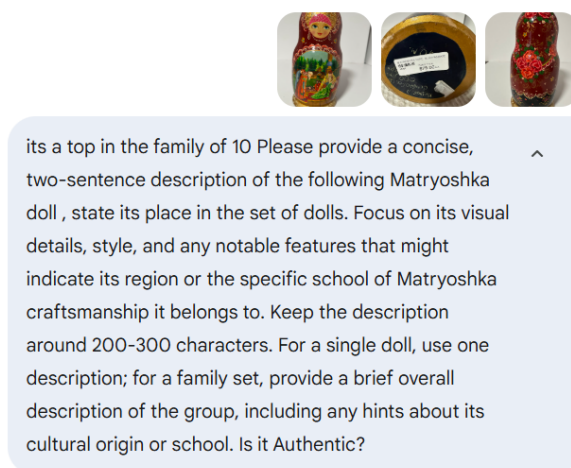 its a top in the family of 10 Please provide a concise,
two-sentence description of the following Matryoshka
doll , state its place in the set of dolls. Focus on its visual
details, style, and any notable features that might
indicate its region or the specific school of Matryoshka
craftsmanship it belongs to. Keep the description
around 200-300 characters. For a single doll, use one
description; for a family set, provide a brief overall
description of the group, including any hints about its
cultural origin or school. Is it Authentic?